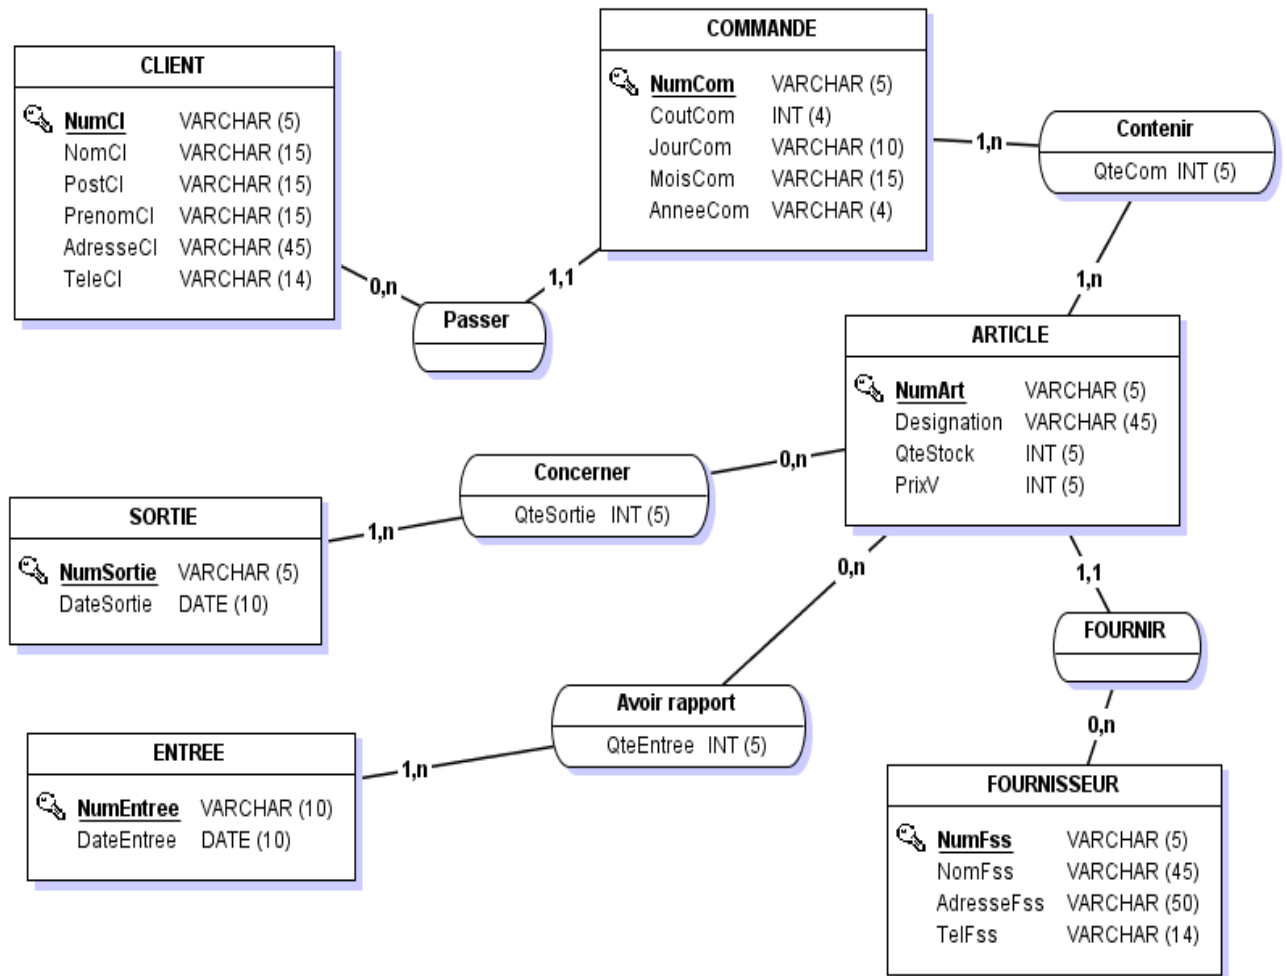 CLIENT
NumCl VARCHAR (5)
NomCl VARCHAR (15)
PostCl VARCHAR (15)
PrenomCl VARCHAR (15)
AdresseCl VARCHAR (45)
TeleCl VARCHAR (14)
COMMANDE
NumCom VARCHAR (5)
CoutCom INT (4)
JourCom VARCHAR (10)
MoisCom VARCHAR (15)
AnneeCom VARCHAR (4)
1,n
Contenir
QteCom INT (5)
0,n
1,1
Passer
1,n
ARTICLE
NumArt VARCHAR (5)
Designation VARCHAR (45)
QteStock INT (5)
PrixV INT (5)
0,n
Concerner
QteSortie INT (5)
1,n
SORTIE
NumSortie VARCHAR (5)
DateSortie DATE (10)
0,n
1,1
FOURNIR
0,n
Avoir rapport
QteEntree INT (5)
1,n
ENTREE
NumEntree VARCHAR (10)
DateEntree DATE (10)
FOURNISSEUR
NumFss VARCHAR (5)
NomFss VARCHAR (45)
AdresseFss VARCHAR (50)
TelFss VARCHAR (14)